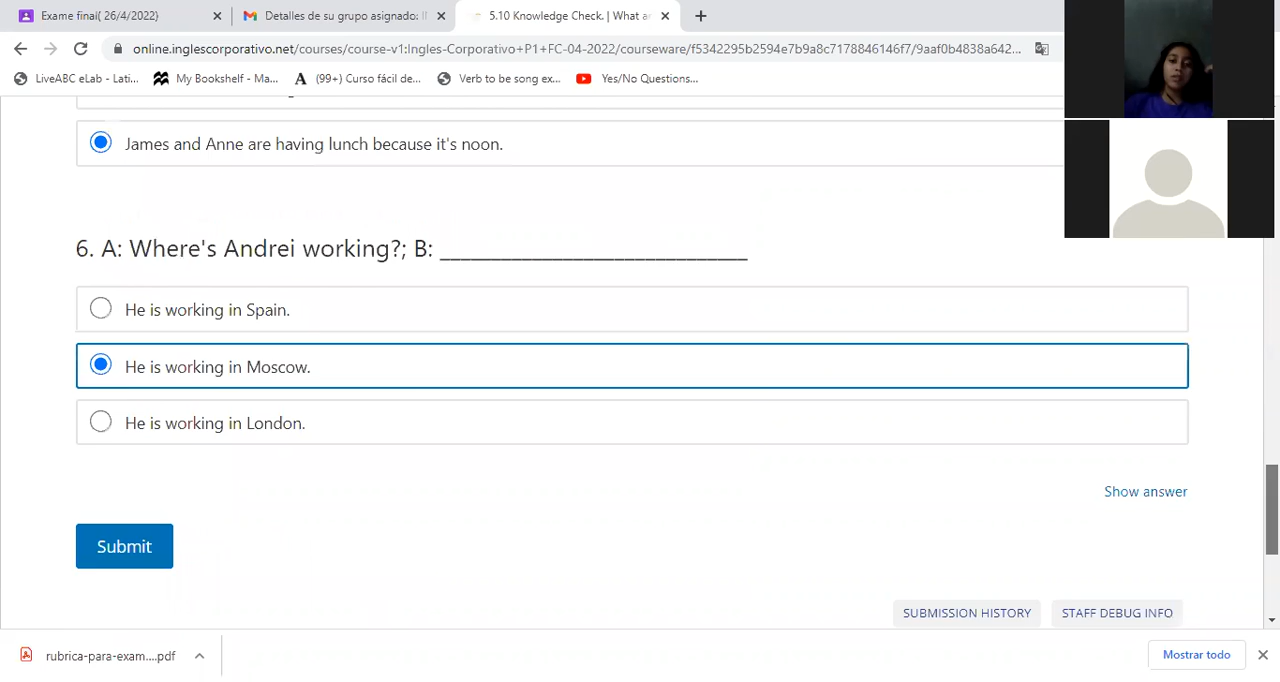 Exame final( 26/4/2022)
Detalles de su grupo asignado: If
5.10 Knowledge Check. | What a
online.inglescorporativo.net/courses/course-v1:Ingles-Corporativo+P1+FC-04-2022/courseware/f5342295b2594e7b9a8c7178846146f7/9aaf0b4838a642...
LiveABC eLab - Lati...
My Bookshelf - Ma...
(99+) Curso fácil de...
Verb to be song ex...
Yes/No Questions...
James and Anne are having lunch because it's noon.
6. A: Where's Andrei working?; B: ____________________________
He is working in Spain.
He is working in Moscow.
He is working in London.
Show answer
Submit
SUBMISSION HISTORY
STAFF DEBUG INFO
rubrica-para-exam....pdf
Mostrar todo